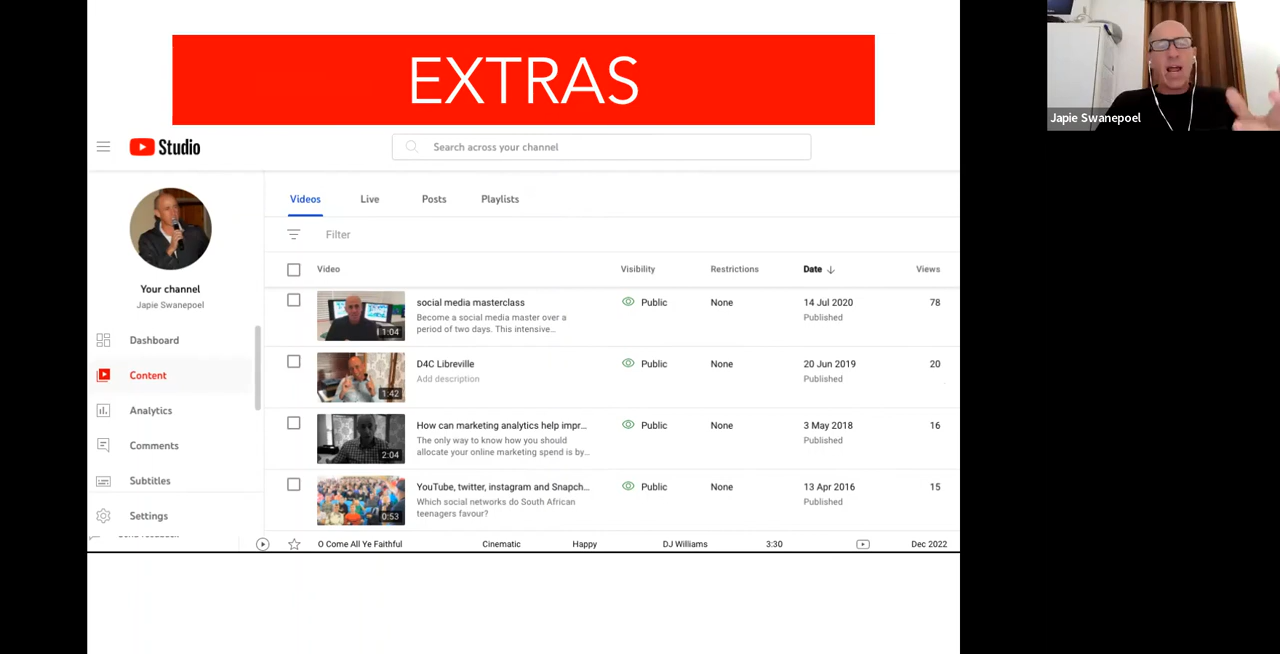 EXTRAS
Japie Swanepoel
Studio
Search across your channel
Videos Live Posts Playlists
Filter
Your channel
Japie Swanepoel
Dashboard
Content
Analytics
Comments
Subtitles
Settings
Video Visibility Restrictions Date ↓ Views
social media masterclass Public None 14 Jul 2020 78
Become a social media master over a Published
period of two days. This intensive...
1:04
D4C Libreville Public None 20 Jun 2019 20
Add description Published
1:42
How can marketing analytics help impr... Public None 3 May 2018 16
The only way to know how you should Published
allocate your online marketing spend is by...
2:04
YouTube, twitter, instagram and Snapch... Public None 13 Apr 2016 15
Which social networks do South African Published
teenagers favour?
0:53
O Come All Ye Faithful Cinematic Happy DJ Williams 3:30 Dec 2022